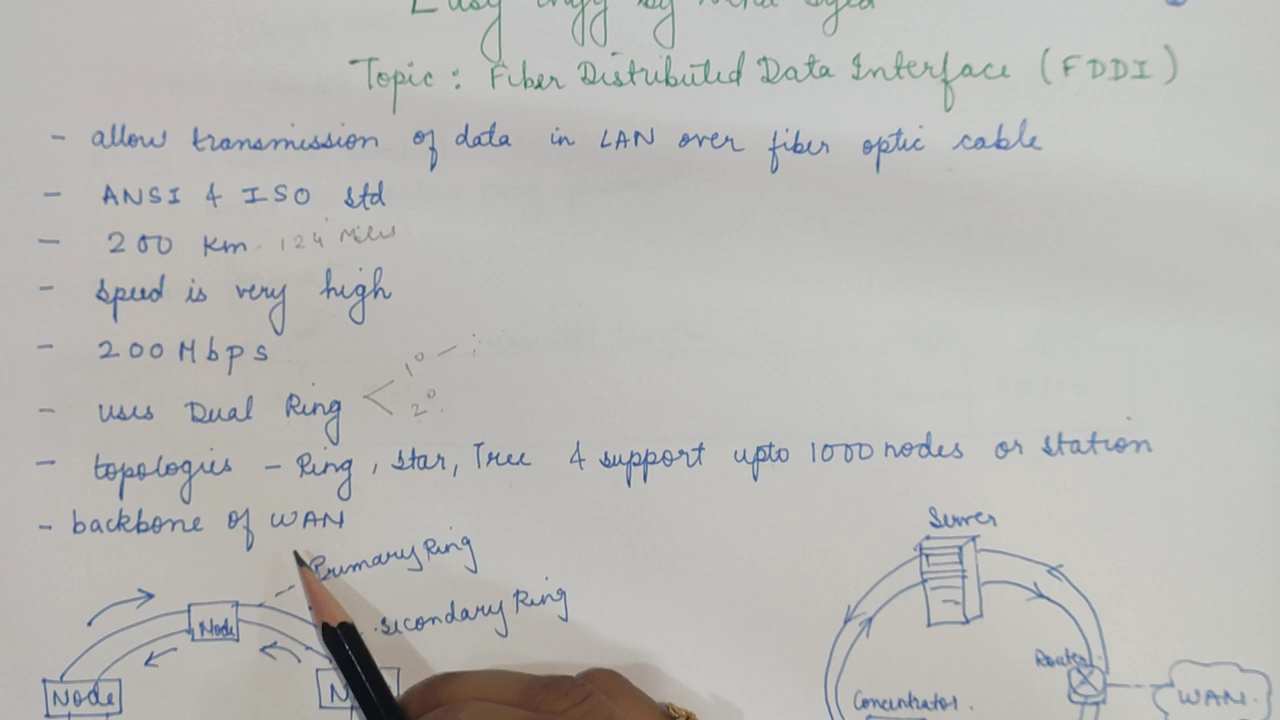 Easy engg by
Topic : Fiber Distributed Data Interface (FDDI)
- allow transmission of data in LAN over fiber optic cable
- ANSI & ISO std
- 200 Km. 124 Miles
- speed is very high
- 200 Mbps
- uses Dual Ring < 1° - :
2°.
- topologies - Ring, star, Tree & support upto 1000 nodes or station
- backbone of WAN
Primary Ring
secondary Ring
Node
Node
N
Server
Router
Concentrator.
WAN.